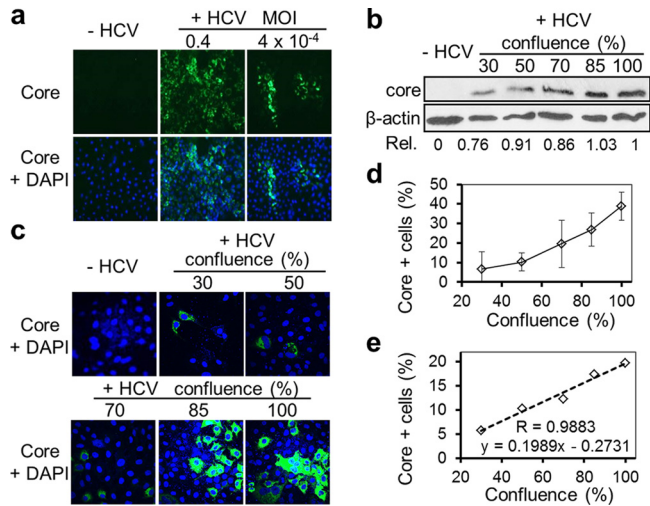 a
+ HCV MOI
- HCV
0.4
4 x 10-4
Core
Core
+ DAPI
b
+ HCV
confluence (%)
- HCV
30 50 70 85 100
core
β-actin
Rel. 0 0.76 0.91 0.86 1.03 1
c
+ HCV
confluence (%)
- HCV
30
50
Core
+ DAPI
+ HCV confluence (%)
70 85 100
Core
+ DAPI
d
Core + cells (%)
50
40
30
20
10
0
20 40 60 80 100
Confluence (%)
e
Core + cells (%)
20
15
10
5
0
R = 0.9883
y = 0.1989x - 0.2731
20 40 60 80 100
Confluence (%)